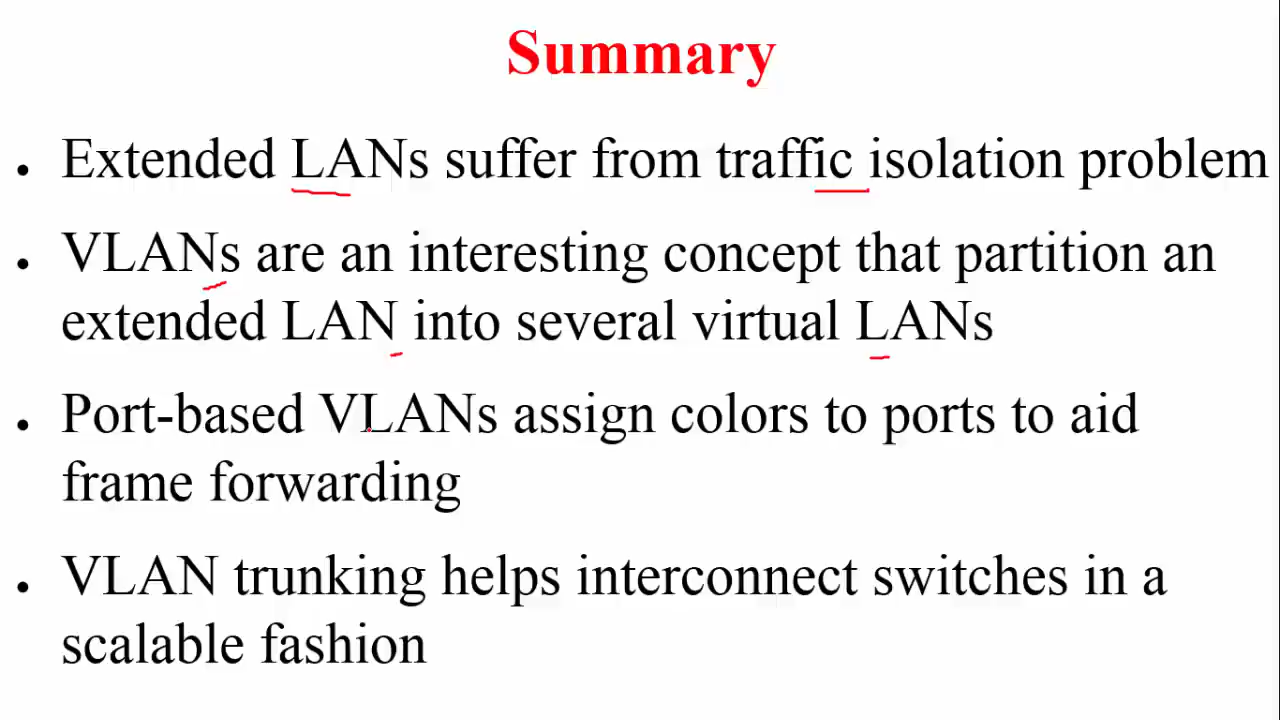 Summary
• Extended LANs suffer from traffic isolation problem
• VLANs are an interesting concept that partition an
extended LAN into several virtual LANs
• Port-based VLANs assign colors to ports to aid
frame forwarding
• VLAN trunking helps interconnect switches in a
scalable fashion